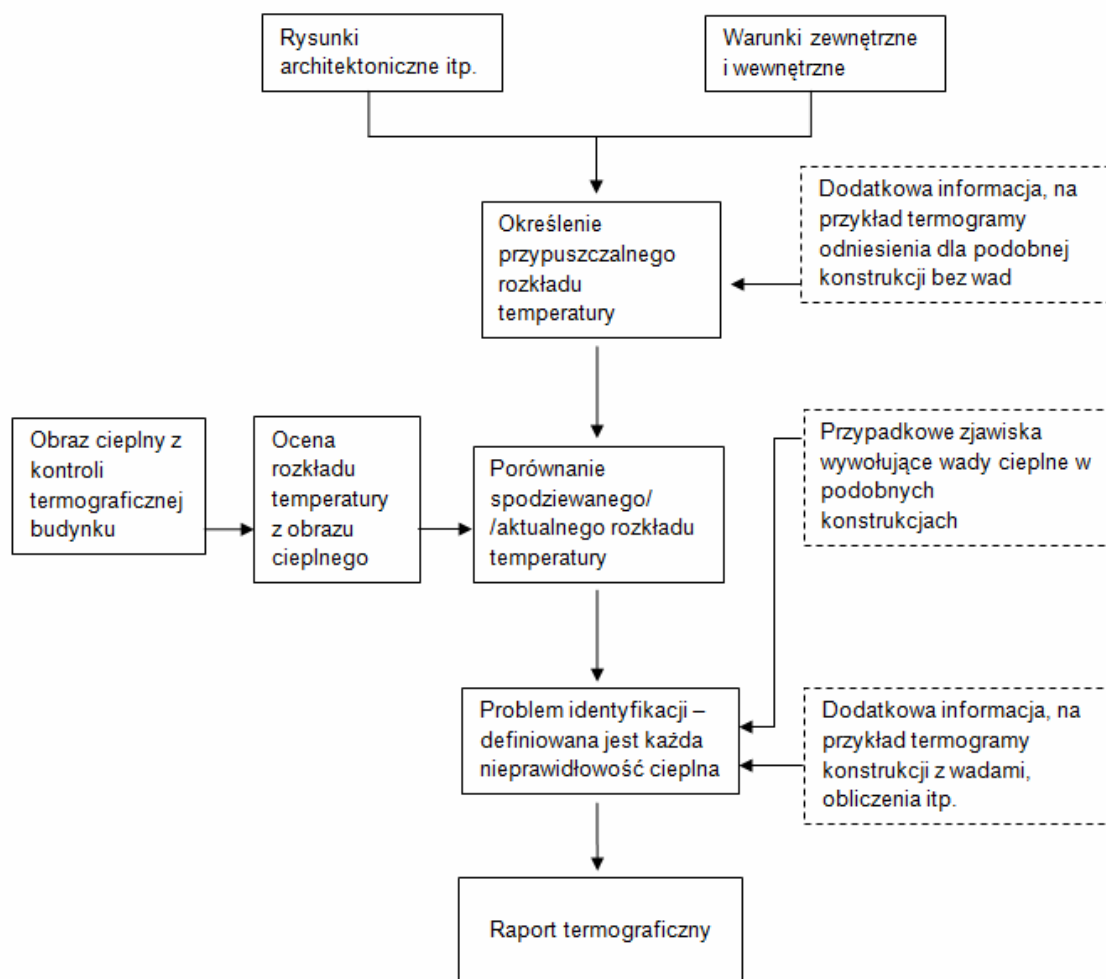 Rysunki
architektoniczne itp.
Warunki zewnętrzne
i wewnętrzne
Określenie
przypuszczalnego
rozkładu
temperatury
Dodatkowa informacja, na
przykład termogramy
odniesienia dla podobnej
konstrukcji bez wad
Obraz cieplny z
kontroli
termograficznej
budynku
Ocena
rozkładu
temperatury
z obrazu
cieplnego
Porównanie
spodziewanego/
/aktualnego rozkładu
temperatury
Przypadkowe zjawiska
wywołujące wady cieplne w
podobnych
konstrukcjach
Problem identyfikacji –
definiowana jest każda
nieprawidłowość cieplna
Dodatkowa informacja, na
przykład termogramy
konstrukcji z wadami,
obliczenia itp.
Raport termograficzny